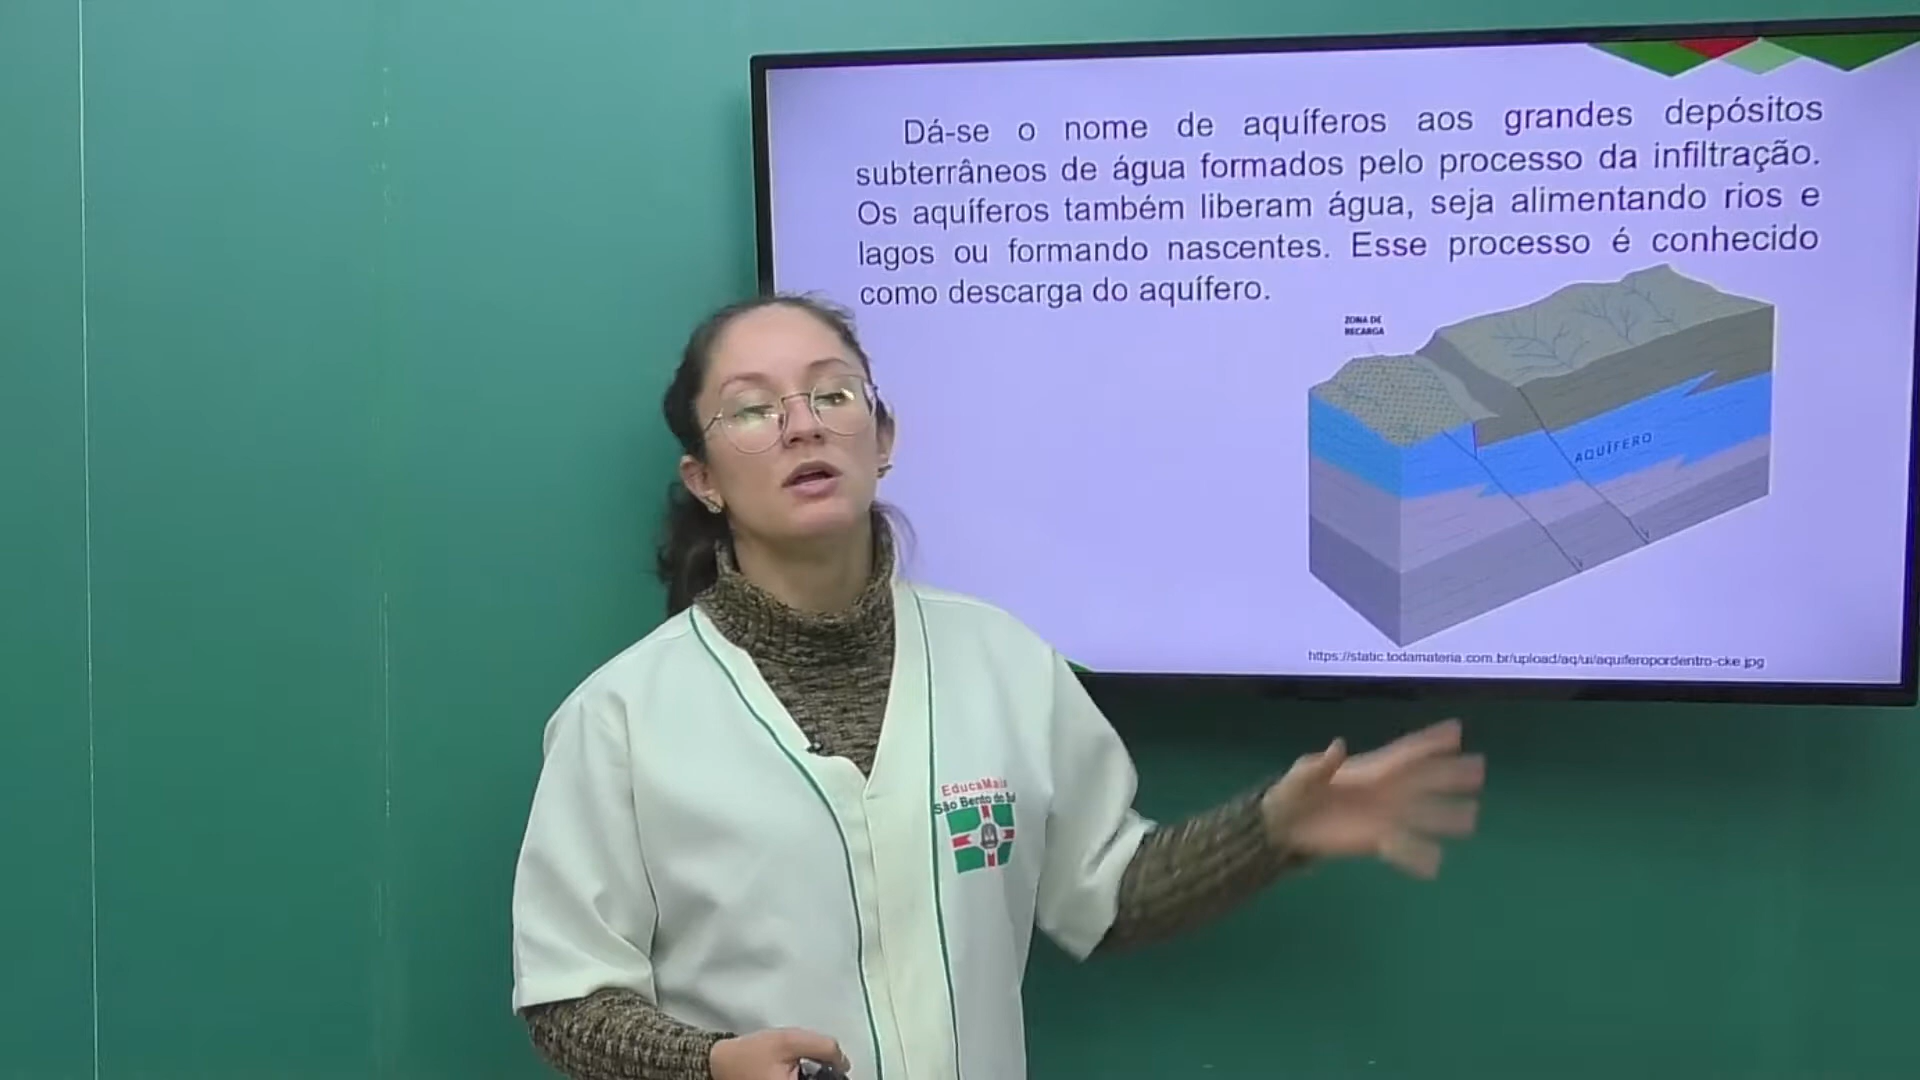 Dá-se o nome de aquíferos aos grandes depósitos
subterrâneos de água formados pelo processo da infiltração.
Os aquíferos também liberam água, seja alimentando rios e
lagos ou formando nascentes. Esse processo é conhecido
como descarga do aquífero.
ZONA DE
RECARGA
AQUÍFERO
https://static.todamateria.com.br/upload/aq/ui/aquiferopordentro-cke.jpg
EducaMais
São Bento do Sul